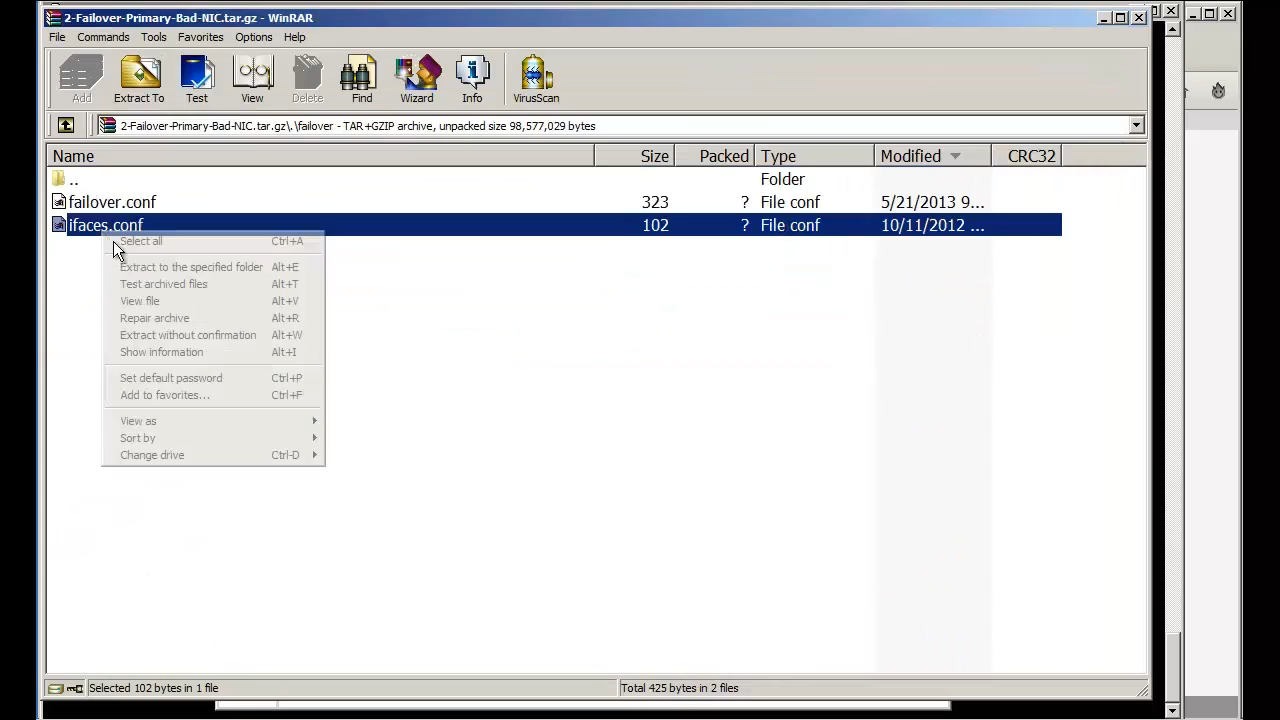 2-Failover-Primary-Bad-NIC.tar.gz - WinRAR
File Commands Tools Favorites Options Help
Add Extract To Test View Delete Find Wizard Info VirusScan
2-Failover-Primary-Bad-NIC.tar.gz\.\failover - TAR+GZIP archive, unpacked size 98,577,029 bytes
Name Size Packed Type Modified CRC32
.. Folder
failover.conf 323 ? File conf 5/21/2013 9...
ifaces.conf 102 ? File conf 10/11/2012 ...
Select all Ctrl+A
Extract to the specified folder Alt+E
Test archived files Alt+T
View file Alt+V
Repair archive Alt+R
Extract without confirmation Alt+W
Show information Alt+I
Set default password Ctrl+P
Add to favorites... Ctrl+F
View as
Sort by
Change drive Ctrl-D
Selected 102 bytes in 1 file Total 425 bytes in 2 files